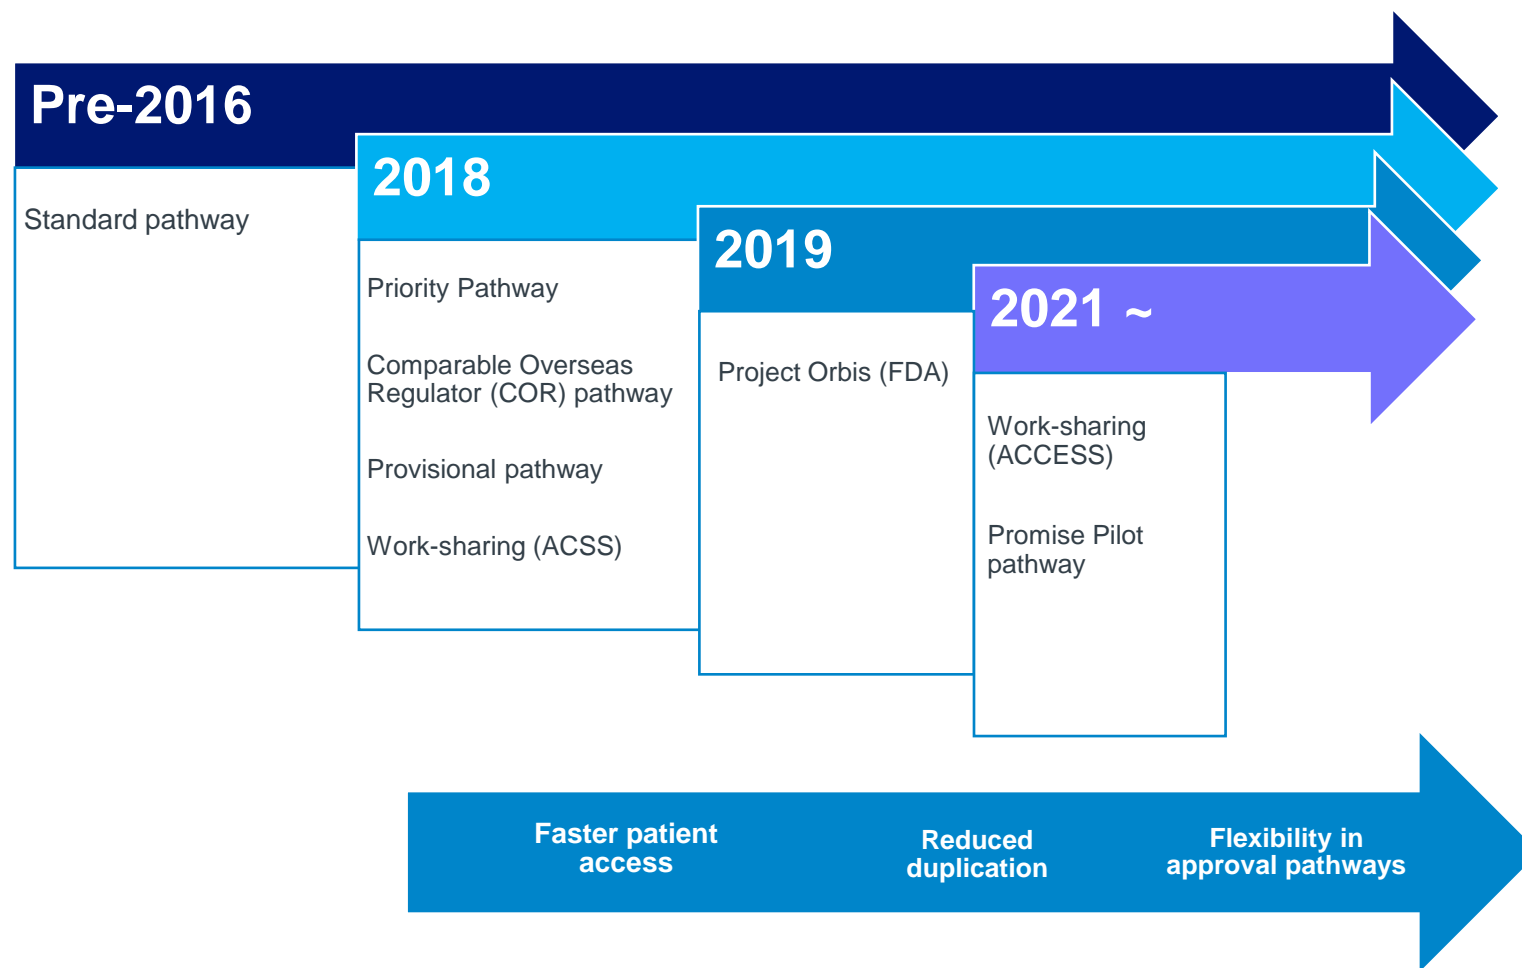 Pre-2016
Standard pathway
2018
Priority Pathway
Comparable Overseas
Regulator (COR) pathway
Provisional pathway
Work-sharing (ACSS)
2019
Project Orbis (FDA)
2021 ~
Work-sharing
(ACCESS)
Promise Pilot
pathway
Faster patient
access
Reduced
duplication
Flexibility in
approval pathways